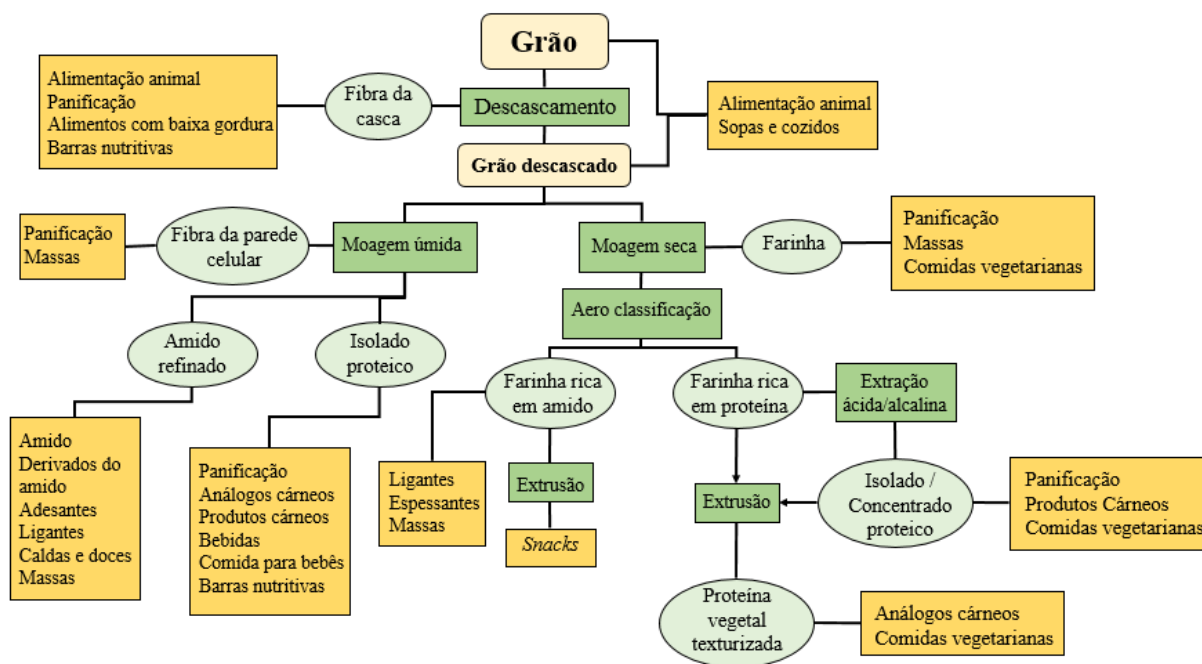 Grão
Alimentação animal
Panificação
Alimentos com baixa gordura
Barras nutritivas
Fibra da
casca
Descascamento
Alimentação animal
Sopas e cozidos
Grão descascado
Panificação
Massas
Fibra da parede
celular
Moagem úmida
Moagem seca
Farinha
Panificação
Massas
Comidas vegetarianas
Aero classificação
Amido
refinado
Isolado
proteico
Farinha rica
em amido
Farinha rica
em proteína
Extração
ácida/alcalina
Amido
Derivados do
amido
Adesantes
Ligantes
Caldas e doces
Massas
Panificação
Análogos cárneos
Produtos cárneos
Bebidas
Comida para bebês
Barras nutritivas
Ligantes
Espessantes
Massas
Extrusão
Snacks
Extrusão
Isolado /
Concentrado
proteico
Panificação
Produtos Cárneos
Comidas vegetarianas
Proteína
vegetal
texturizada
Análogos cárneos
Comidas vegetarianas